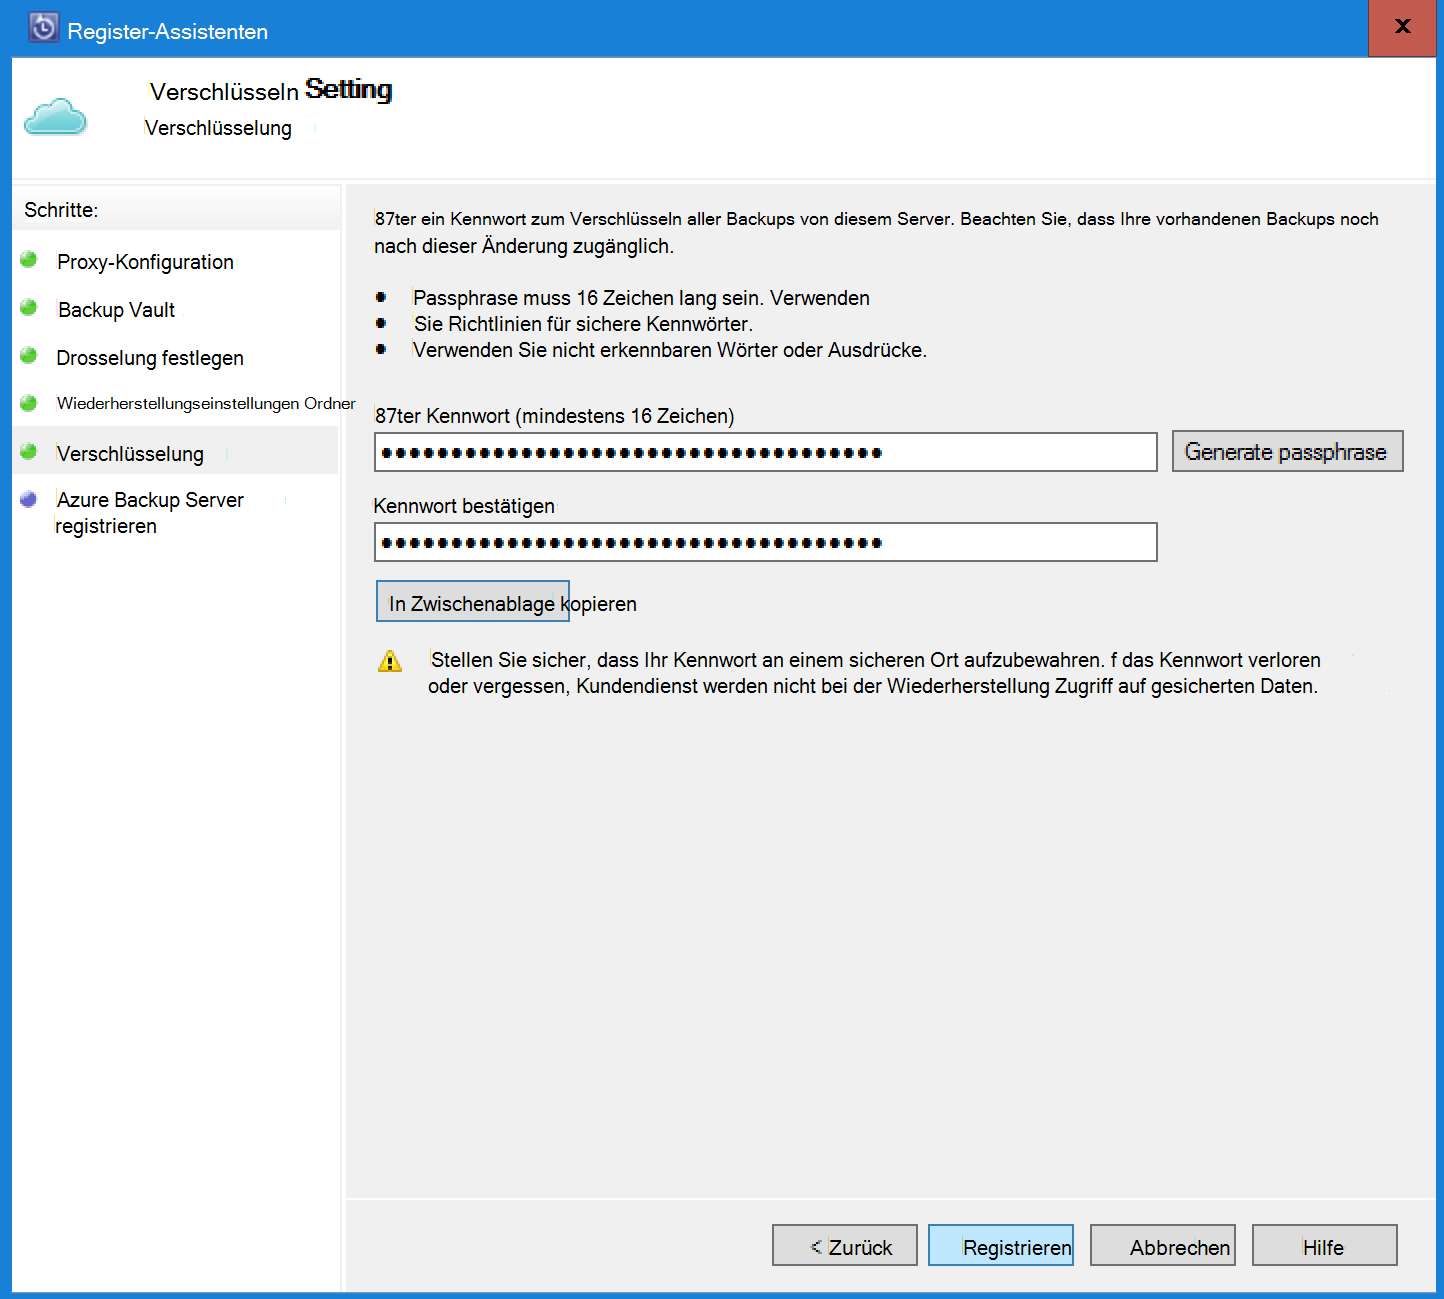 Register-Assistenten
x
Verschlüsseln Setting
Verschlüsselung
Schritte:
Proxy-Konfiguration
Backup Vault
Drosselung festlegen
Wiederherstellungseinstellungen Ordner
Verschlüsselung
Azure Backup Server
registrieren
87ter ein Kennwort zum Verschlüsseln aller Backups von diesem Server. Beachten Sie, dass Ihre vorhandenen Backups noch
nach dieser Änderung zugänglich.
Passphrase muss 16 Zeichen lang sein. Verwenden
Sie Richtlinien für sichere Kennwörter.
Verwenden Sie nicht erkennbaren Wörter oder Ausdrücke.
87ter Kennwort (mindestens 16 Zeichen)
Generate passphrase
Kennwort bestätigen
In Zwischenablage kopieren
Stellen Sie sicher, dass Ihr Kennwort an einem sicheren Ort aufzubewahren. f das Kennwort verloren
oder vergessen, Kundendienst werden nicht bei der Wiederherstellung Zugriff auf gesicherten Daten.
< Zurück
Registrieren
Abbrechen
Hilfe